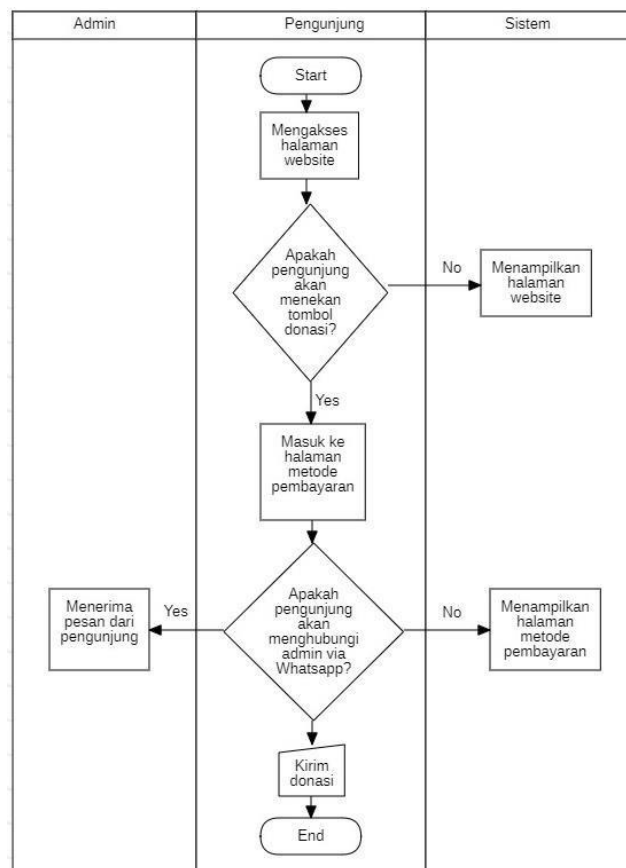 Admin
Pengunjung
Sistem
Start
Mengakses
halaman
website
Apakah
pengunjung
akan
menekan
tombol
donasi?
No
Menampilkan
halaman
website
Yes
Masuk ke
halaman
metode
pembayaran
Menerima
pesan dari
pengunjung
Yes
Apakah
pengunjung
akan
menghubungi
admin via
Whatsapp?
No
Menampilkan
halaman
metode
pembayaran
Kirim
donasi
End